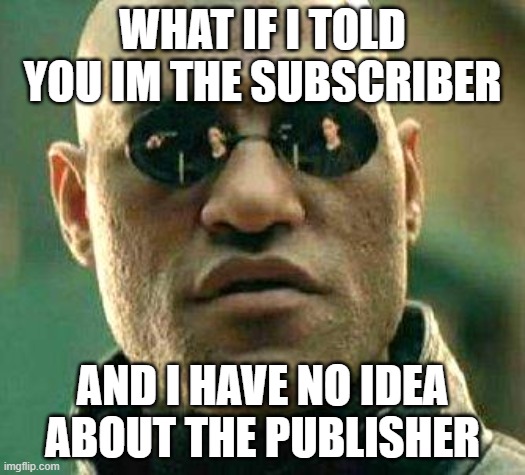 WHAT IF I TOLD
YOU IM THE SUBSCRIBER
AND I HAVE NO IDEA
ABOUT THE PUBLISHER
imgflip.com